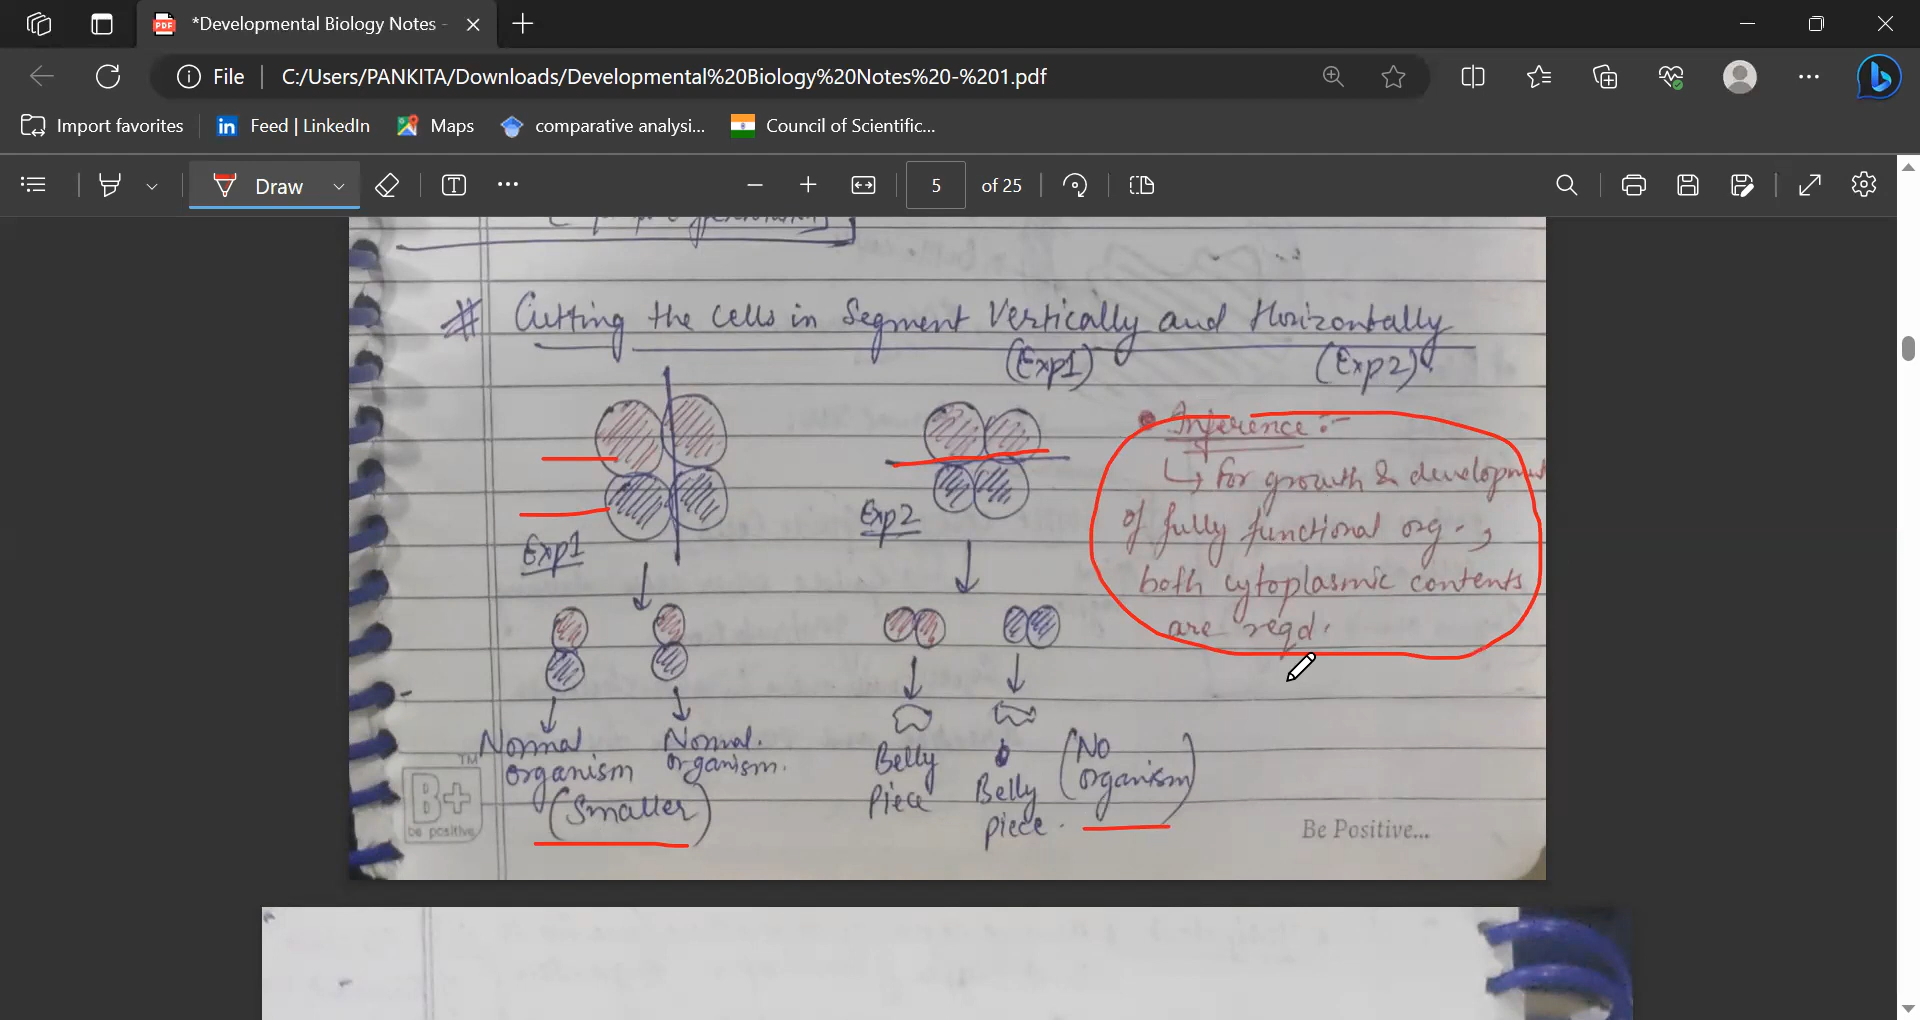 *Developmental Biology Notes -
File
C:/Users/PANKITA/Downloads/Developmental%20Biology%20Notes%20-%201.pdf
Import favorites
Feed | LinkedIn
Maps
comparative analysi...
Council of Scientific...
Draw
5 of 25
# Cutting the cells in Segment Vertically and Horizontally
(Exp1) (Exp2)
Inference :-
↳ for growth & developmnt
of fully functional org. ,
both cytoplasmic contents
are reqd.
Exp1
Exp2
Normal organism (Smaller)
Normal. organism.
Belly Piece
Belly piece.
(No organism)
B+ TM
be positive
Be Positive...